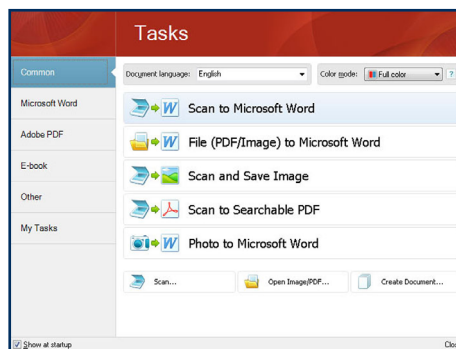 Tasks
Common
Document language: English
Color mode: Full color
?
Microsoft Word
Adobe PDF
E-book
Other
My Tasks
Scan to Microsoft Word
File (PDF/Image) to Microsoft Word
Scan and Save Image
Scan to Searchable PDF
Photo to Microsoft Word
Scan...
Open Image/PDF...
Create Document...
Show at startup
Clos